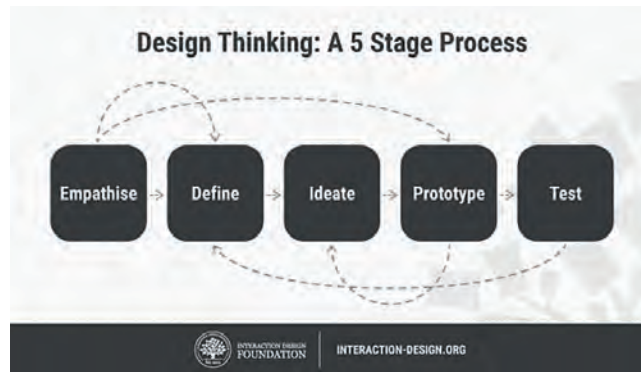 Design Thinking: A 5 Stage Process
Empathise
Define
Ideate
Prototype
Test
INTERACTION DESIGN
FOUNDATION
INTERACTION-DESIGN.ORG